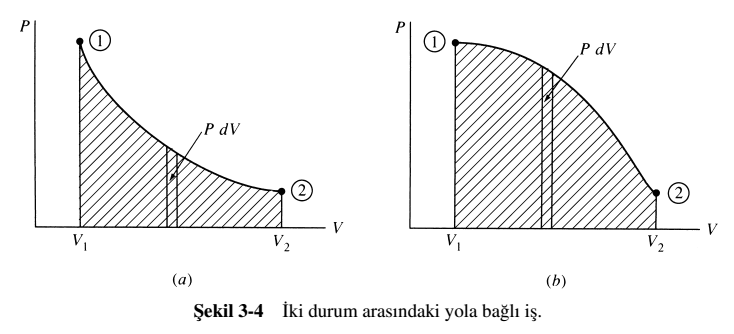 P
①
P dV
②
V₁
V₂
V
(a)
P
①
P dV
②
V₁
V₂
V
(b)
Şekil 3-4 İki durum arasındaki yola bağlı iş.